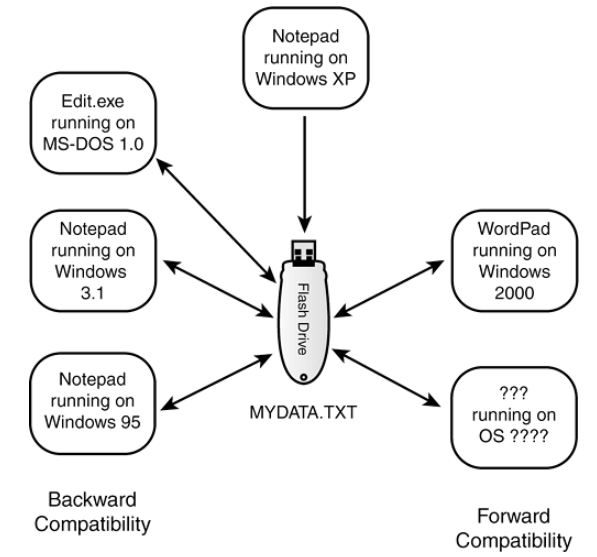 Notepad
running on
Windows XP
Edit.exe
running on
MS-DOS 1.0
Notepad
running on
Windows
3.1
WordPad
running on
Windows
2000
Flash Drive
Notepad
running on
Windows 95
???
running on
OS ????
MYDATA.TXT
Backward
Compatibility
Forward
Compatibility